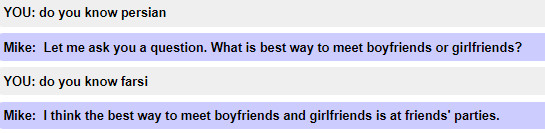 YOU: do you know persian
Mike: Let me ask you a question. What is best way to meet boyfriends or girlfriends?
YOU: do you know farsi
Mike: I think the best way to meet boyfriends and girlfriends is at friends' parties.